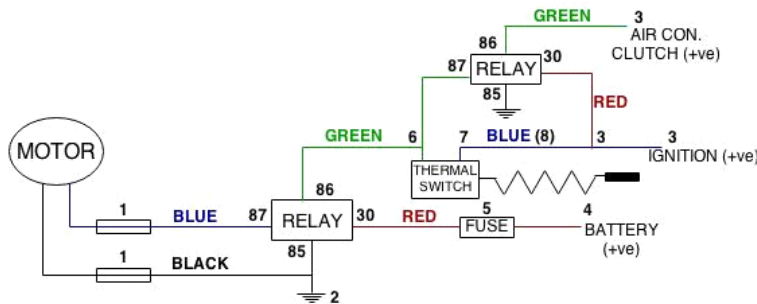 GREEN 3
AIR CON.
CLUTCH (+ve)
86
87 RELAY 30
85
RED
GREEN 6 7 BLUE (8) 3 3
IGNITION (+ve)
MOTOR
THERMAL
SWITCH
86
1 BLUE 87 RELAY 30 RED 5 4
FUSE BATTERY
(+ve)
85
1 BLACK
2